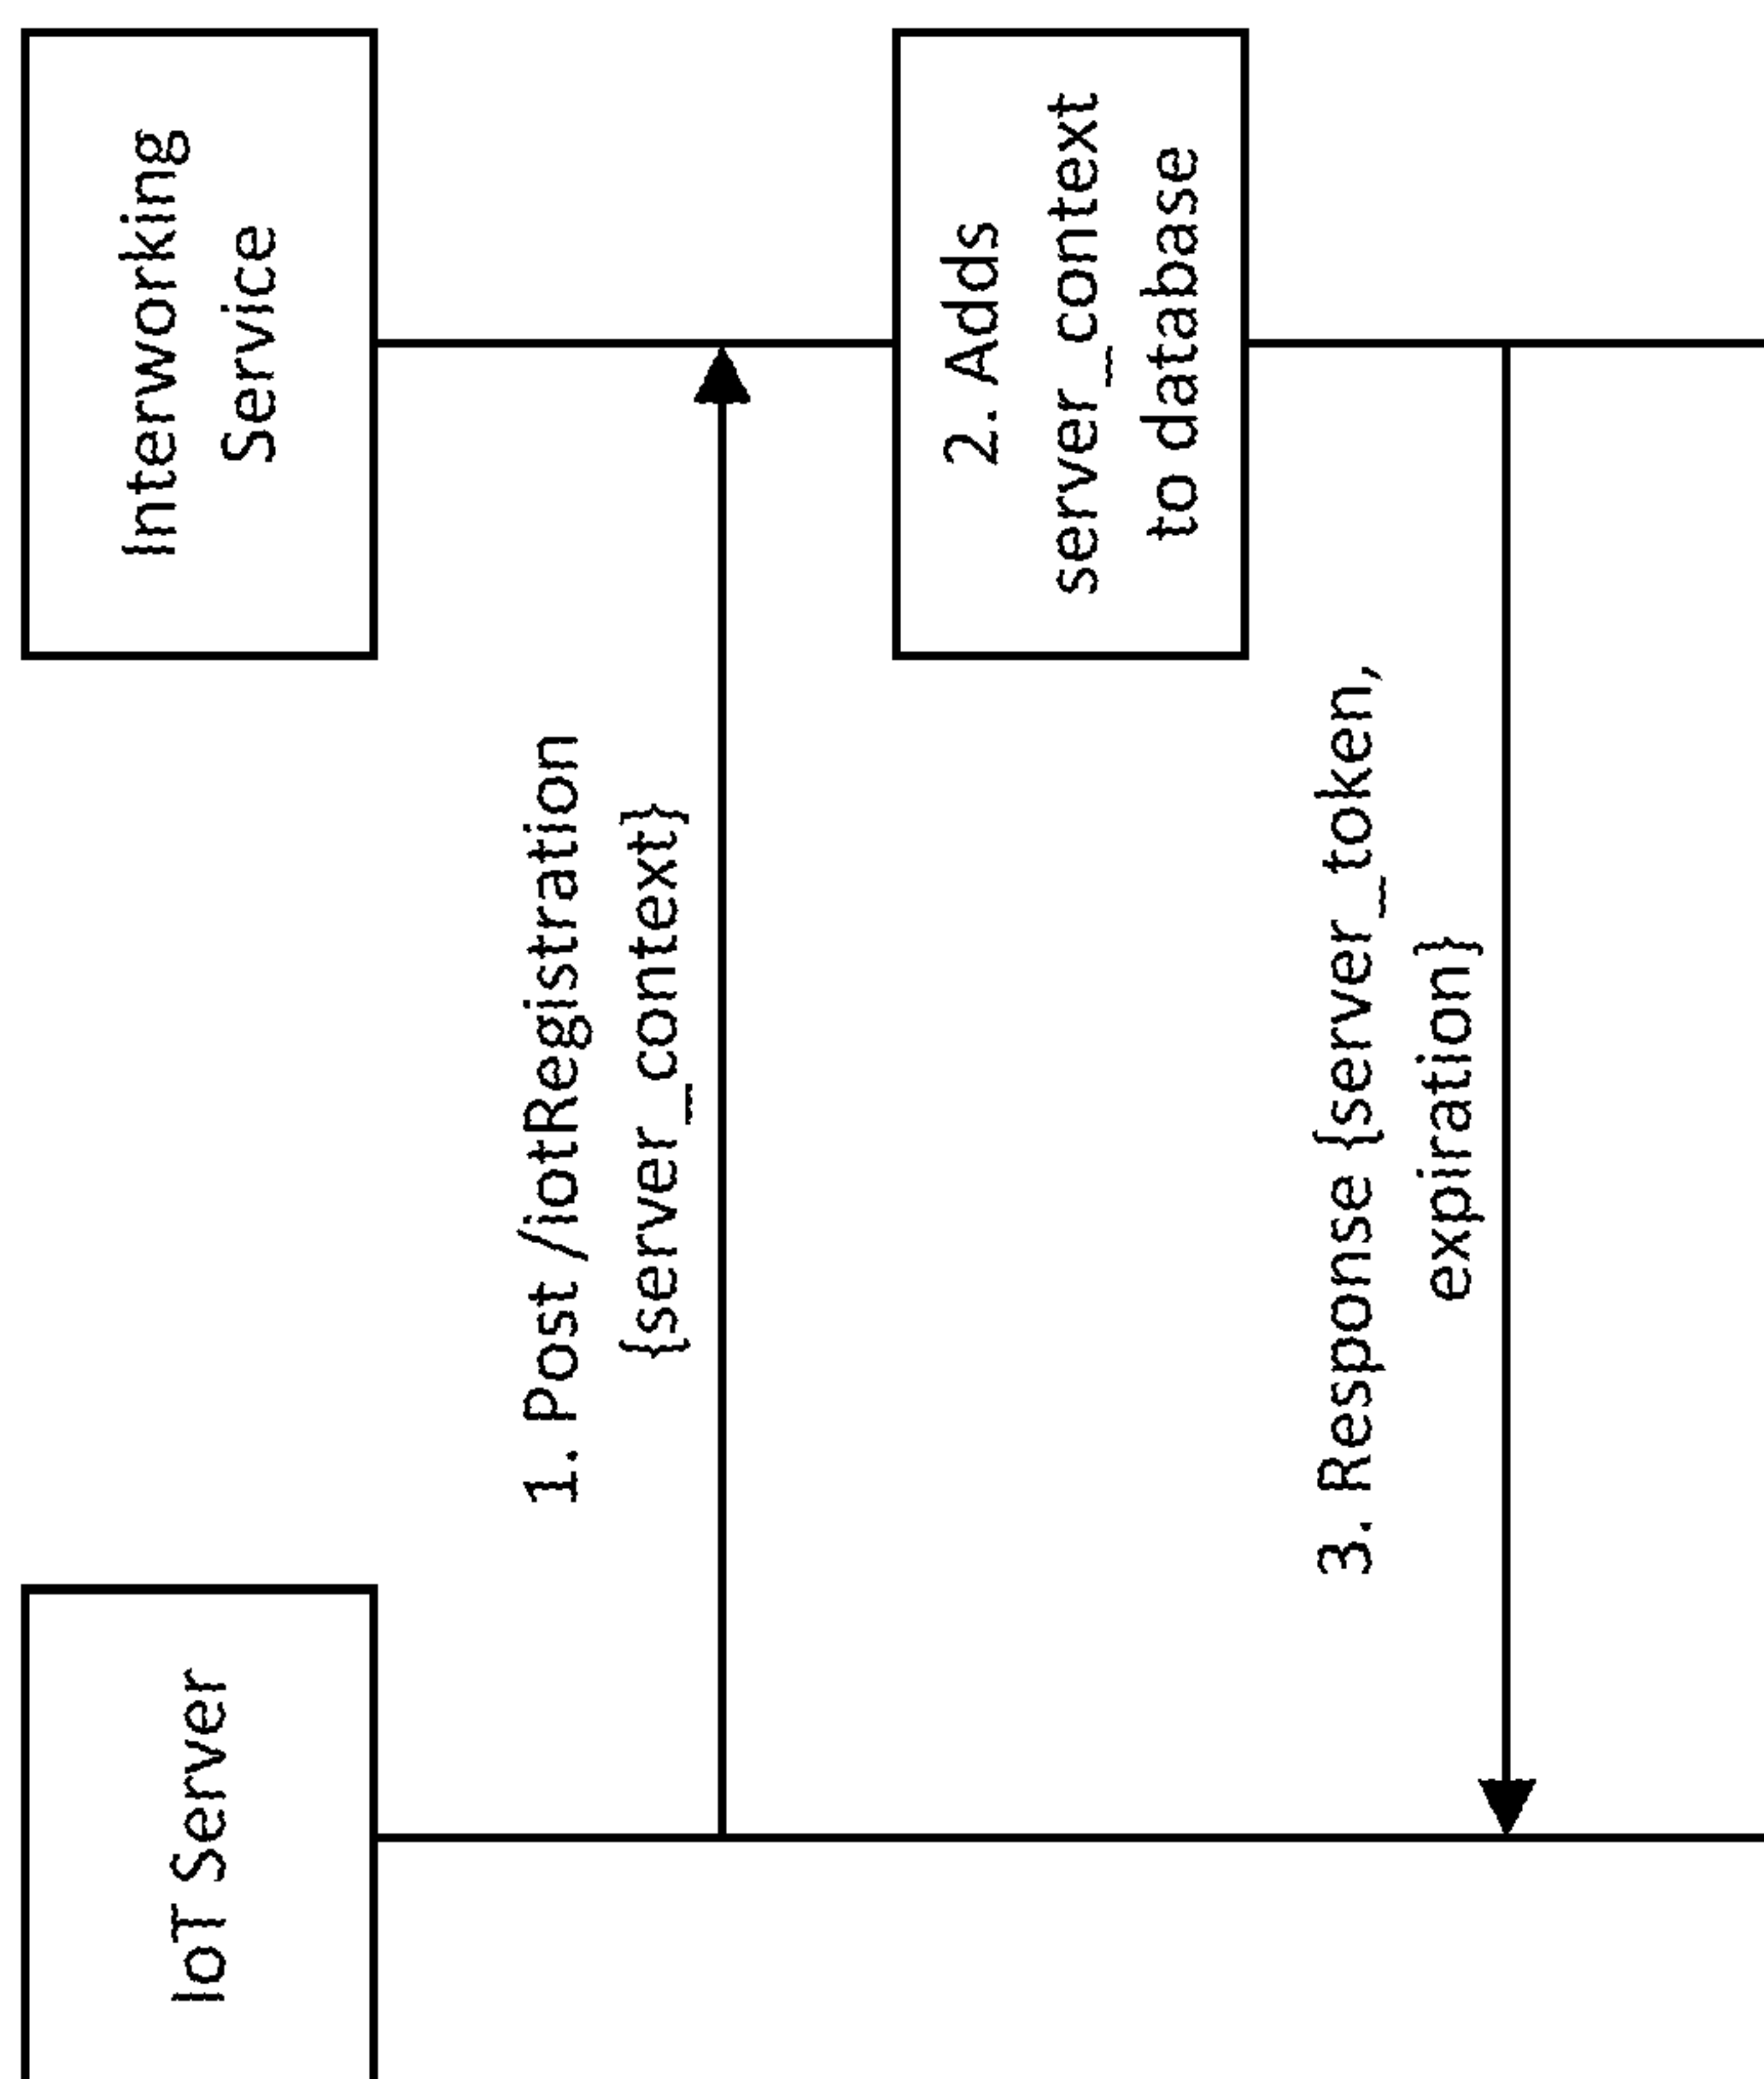 IoT Server
Interworking
Service
1. Post /iotRegistration
{server_context}
2. Adds
server_context
to database
3. Response {server_token,
expiration}